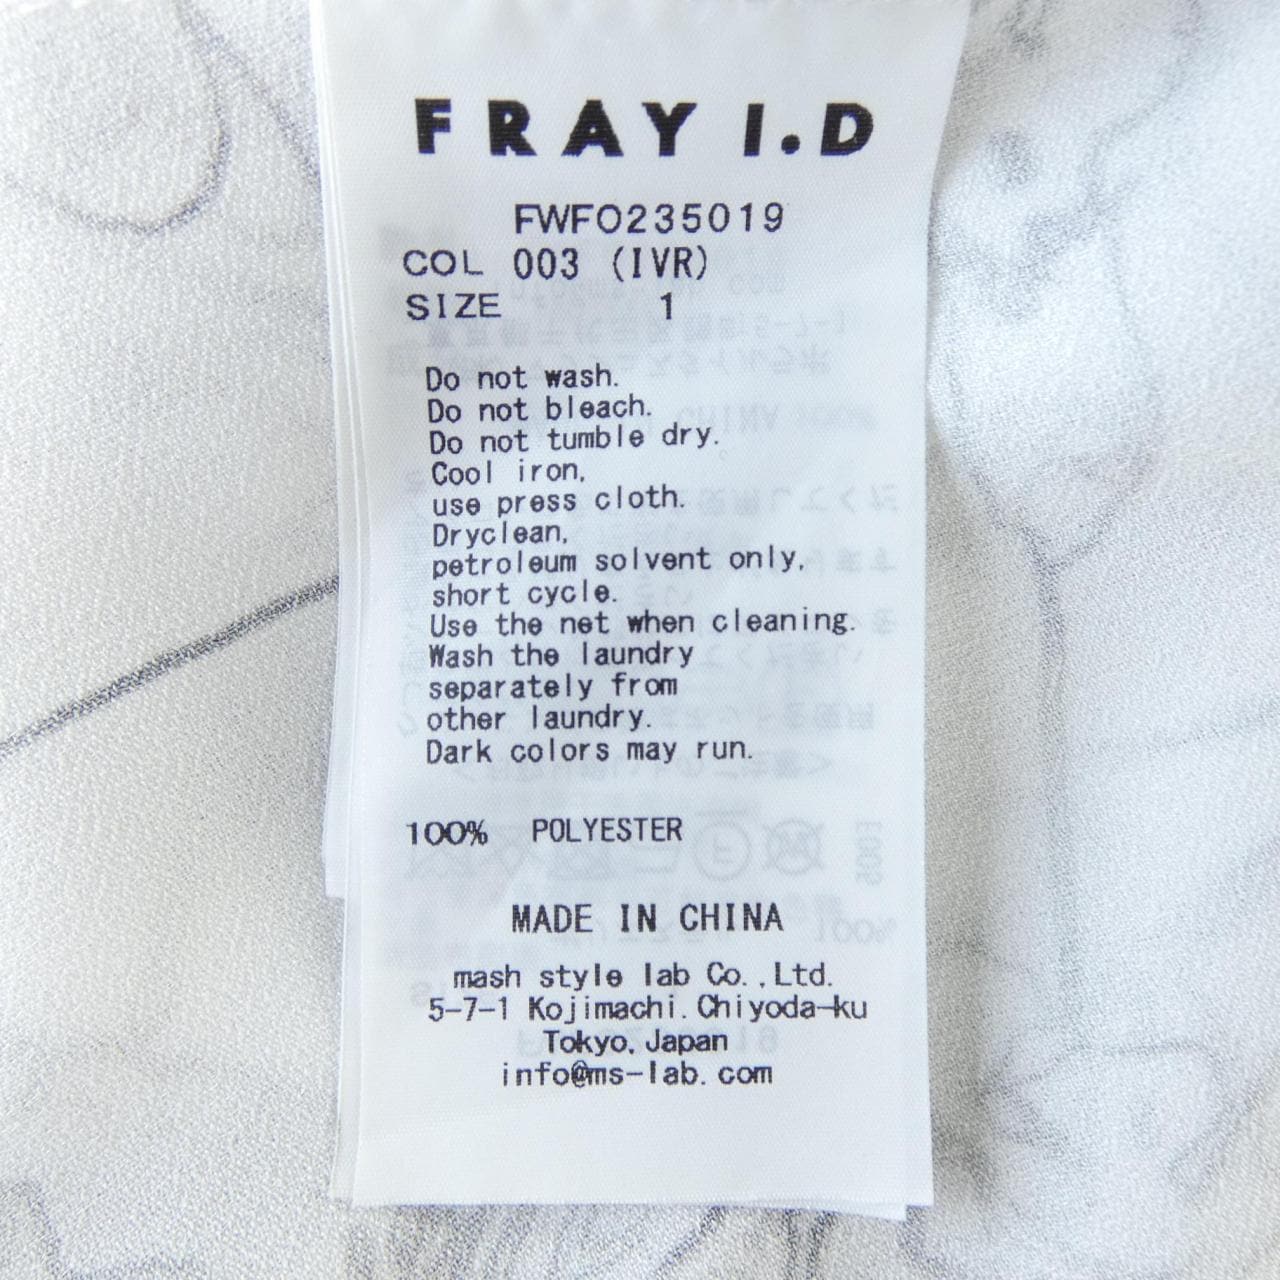 FRAY I.D
FWFO235019
COL 003 (IVR)
SIZE 1
Do not wash.
Do not bleach.
Do not tumble dry.
Cool iron,
use press cloth.
Dryclean,
petroleum solvent only,
short cycle.
Use the net when cleaning.
Wash the laundry
separately from
other laundry.
Dark colors may run.
100% POLYESTER
MADE IN CHINA
mash style lab Co.,Ltd.
5-7-1 Kojimachi.Chiyoda-ku
Tokyo,Japan
info@ms-lab.com